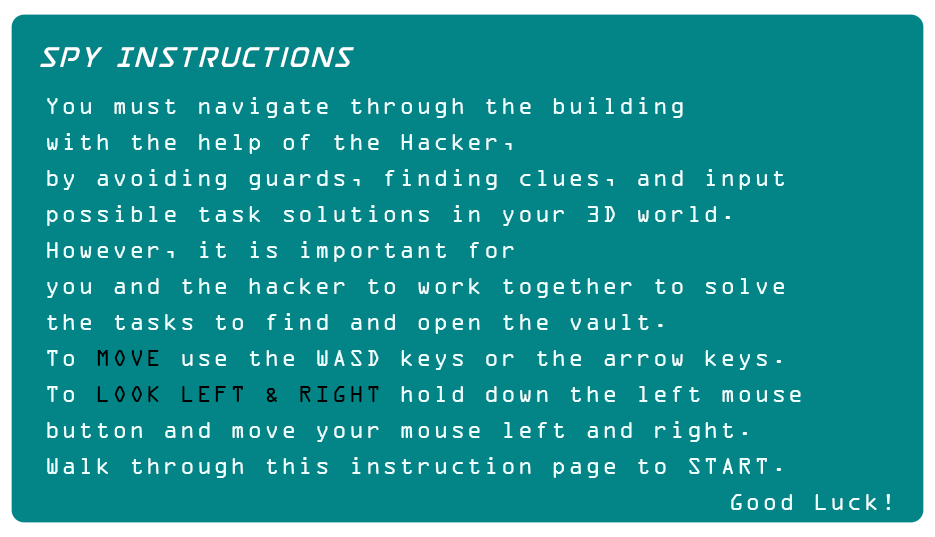 SPY INSTRUCTIONS
You must navigate through the building
with the help of the Hacker,
by avoiding guards, finding clues, and input
possible task solutions in your 3D world.
However, it is important for
you and the hacker to work together to solve
the tasks to find and open the vault.
To MOVE use the WASD keys or the arrow keys.
To LOOK LEFT & RIGHT hold down the left mouse
button and move your mouse left and right.
Walk through this instruction page to START.
Good Luck!